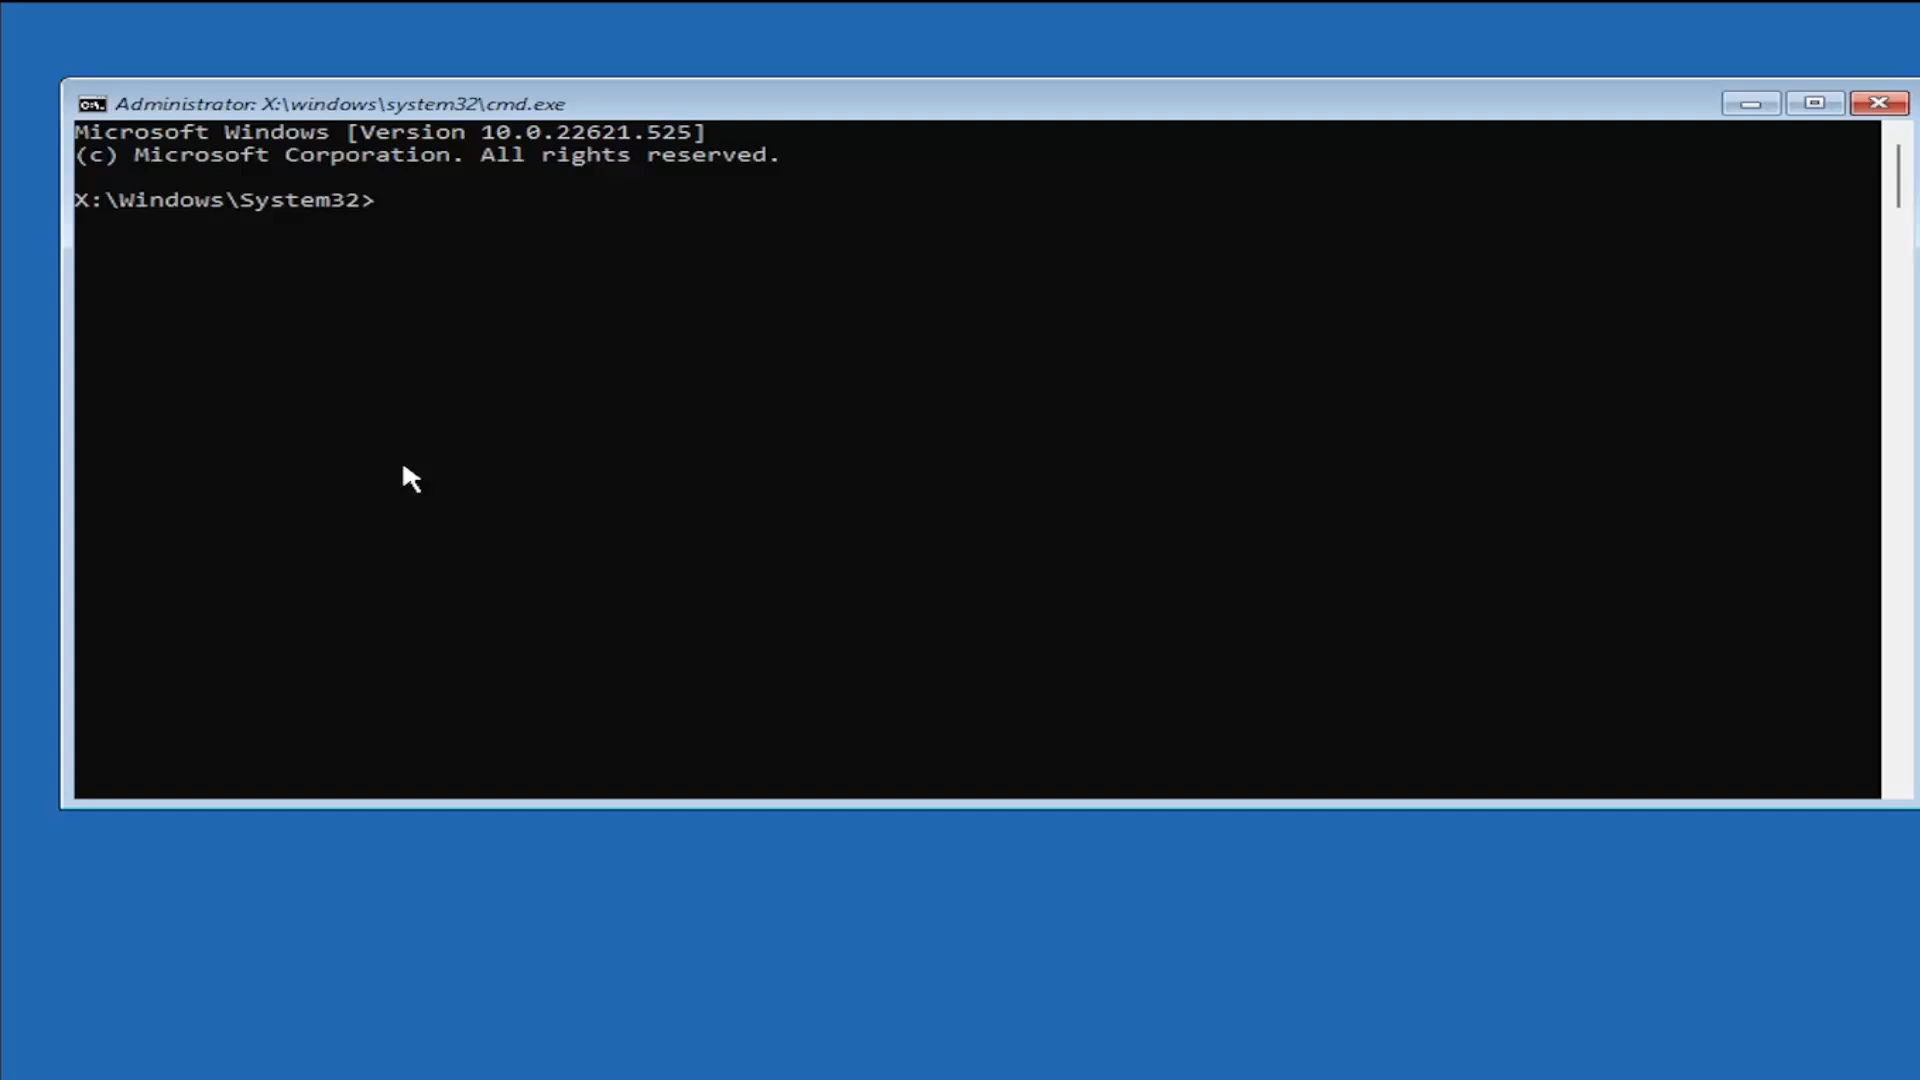 Administrator: X:\windows\system32\cmd.exe
Microsoft Windows [Version 10.0.22621.525]
(c) Microsoft Corporation. All rights reserved.
X:\Windows\System32>